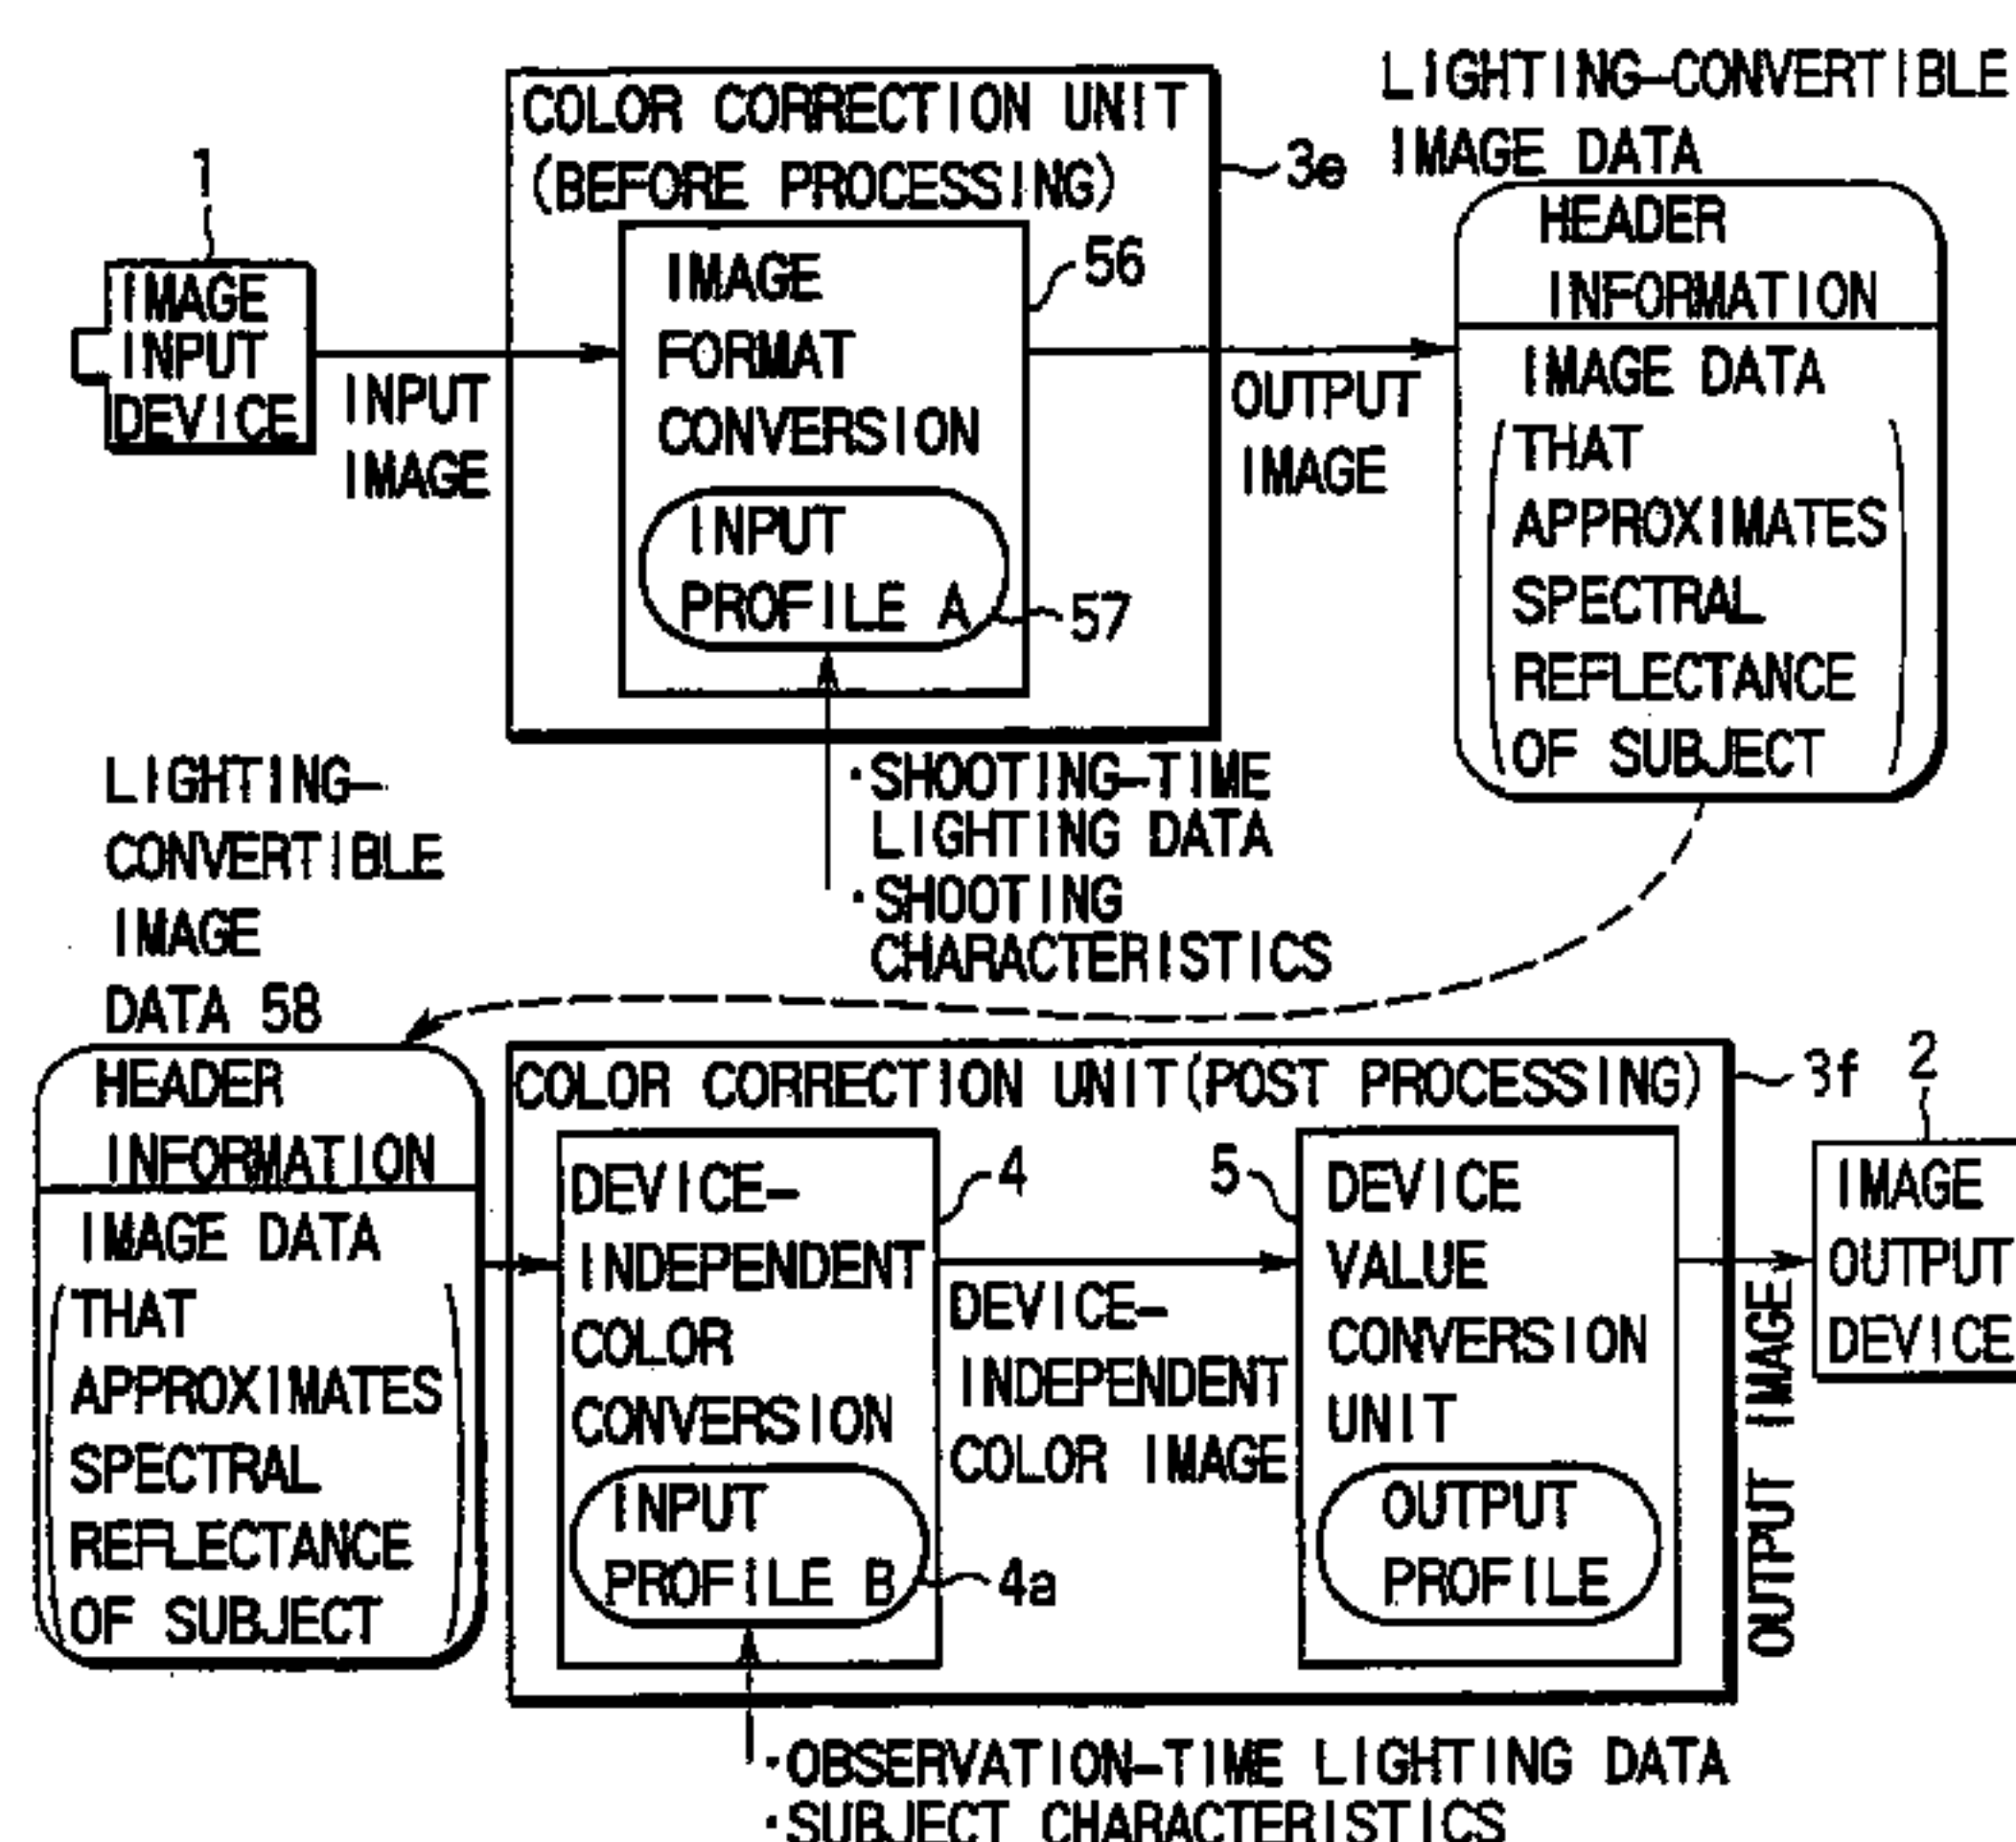 1
IMAGE
INPUT
DEVICE
INPUT
IMAGE
COLOR CORRECTION UNIT
(BEFORE PROCESSING)
3e
IMAGE
FORMAT
CONVERSION
56
INPUT
PROFILE A
57
·SHOOTING-TIME
LIGHTING DATA
·SHOOTING
CHARACTERISTICS
OUTPUT
IMAGE
LIGHTING-CONVERTIBLE
IMAGE DATA
HEADER
INFORMATION
IMAGE DATA
(THAT
APPROXIMATES
SPECTRAL
REFLECTANCE
OF SUBJECT)
LIGHTING-
CONVERTIBLE
IMAGE
DATA 58
HEADER
INFORMATION
IMAGE DATA
(THAT
APPROXIMATES
SPECTRAL
REFLECTANCE
OF SUBJECT)
COLOR CORRECTION UNIT(POST PROCESSING)
3f
DEVICE-
INDEPENDENT
COLOR
CONVERSION
4
INPUT
PROFILE B
4a
·OBSERVATION-TIME LIGHTING DATA
·SUBJECT CHARACTERISTICS
DEVICE-
INDEPENDENT
COLOR IMAGE
5
DEVICE
VALUE
CONVERSION
UNIT
OUTPUT
PROFILE
OUTPUT IMAGE
2
IMAGE
OUTPUT
DEVICE